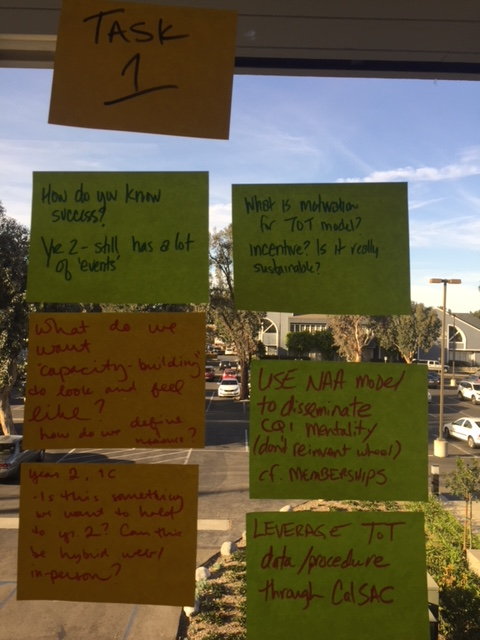 TASK
1
How do you know
success?
Yr 2 - still has a lot
of 'events'
What is motivation
for TOT model?
incentive? Is it really
sustainable?
What do we
want
"capacity-building"
to look and feel
like?
how do we define
measure?
USE NAA model
to disseminate
CQI mentality
(don't reinvent wheel)
cf. MEMBERSHIPS
Year 2, 1C
- Is this something
we want to hold
to yr 2? Can this
be hybrid web/
in-person?
LEVERAGE TOT
data/procedure
through CalSAC